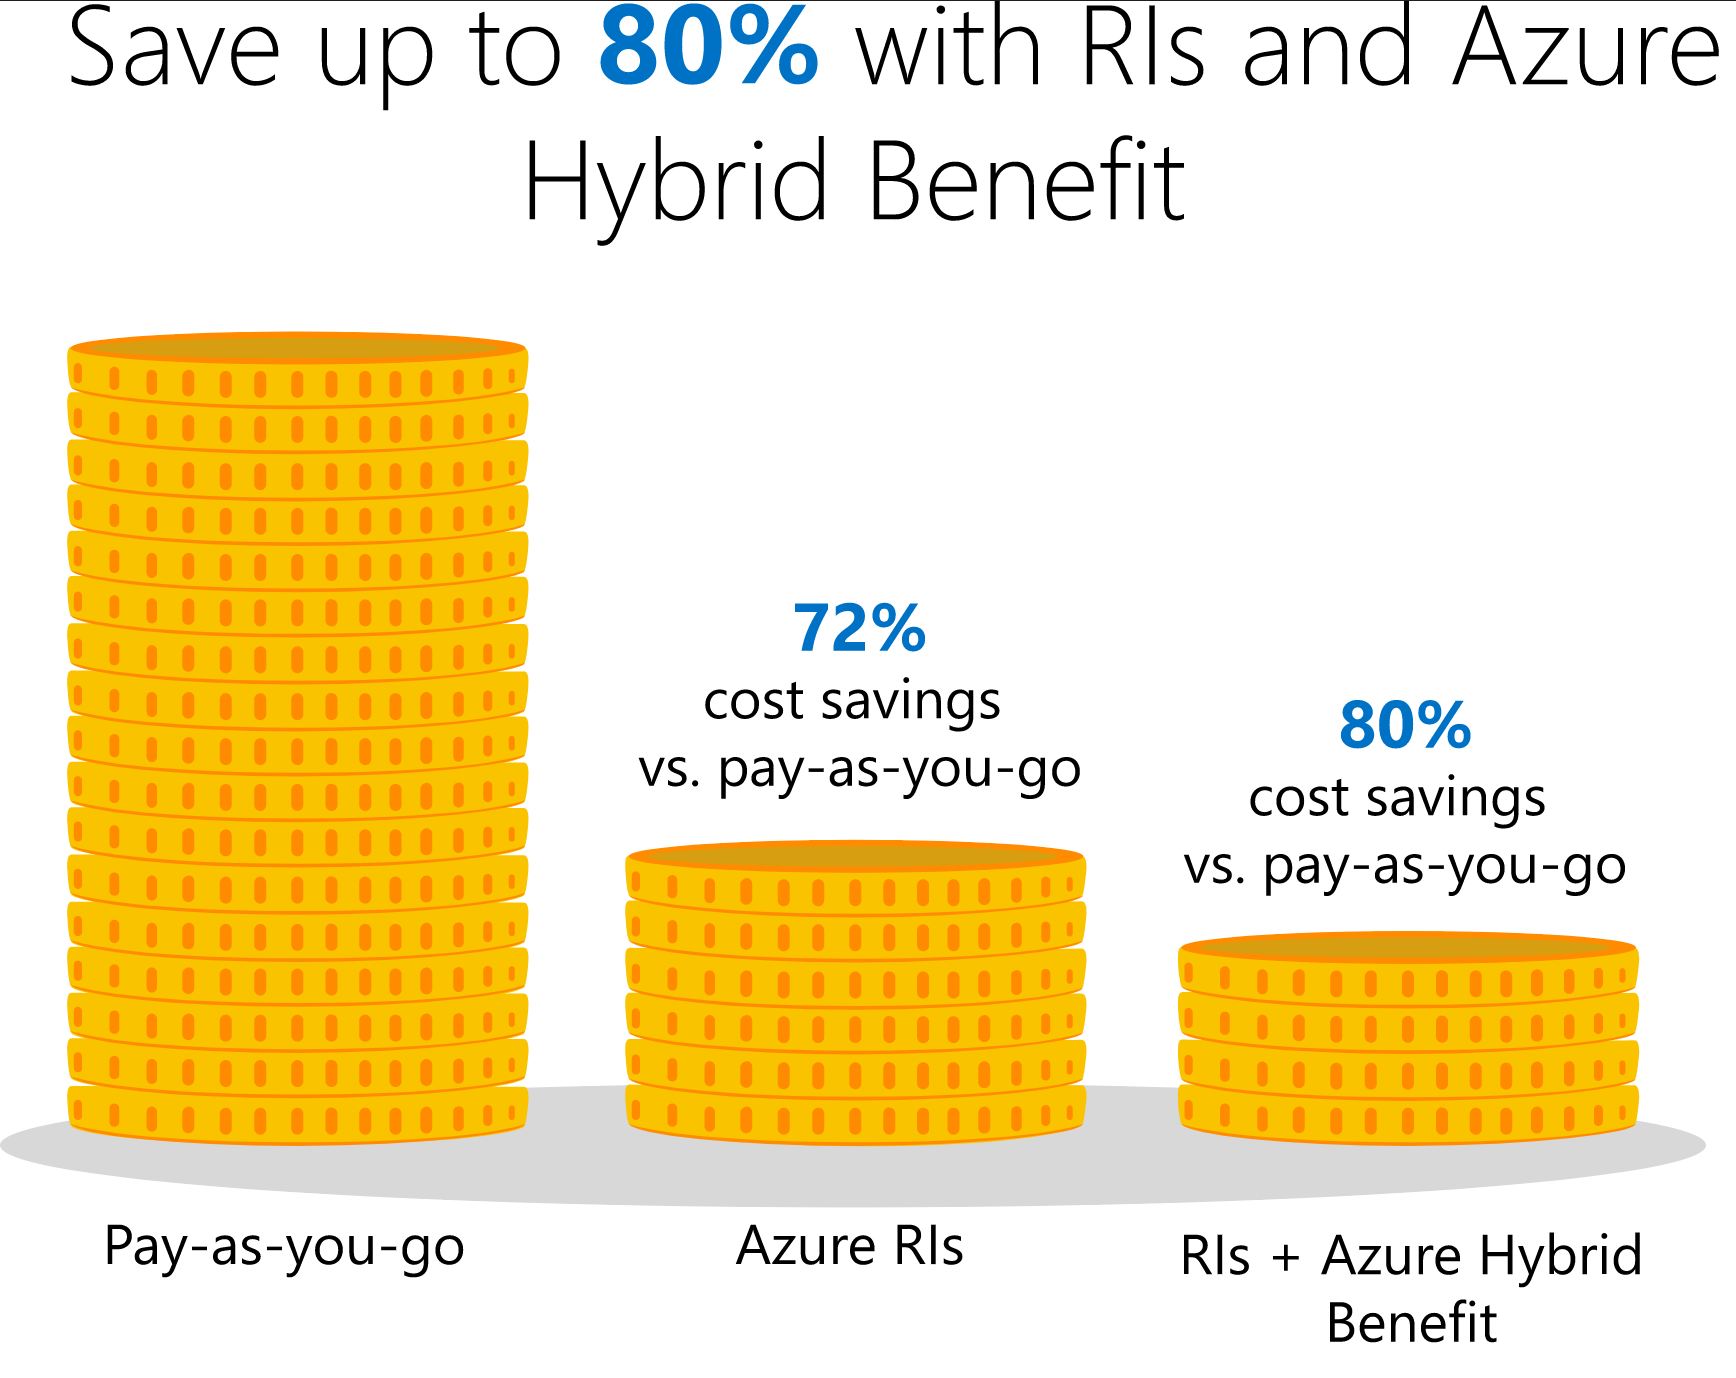 Save up to 80% with RIs and Azure
Hybrid Benefit
72%
cost savings
vs. pay-as-you-go
80%
cost savings
vs. pay-as-you-go
Pay-as-you-go
Azure RIs
RIs + Azure Hybrid
Benefit